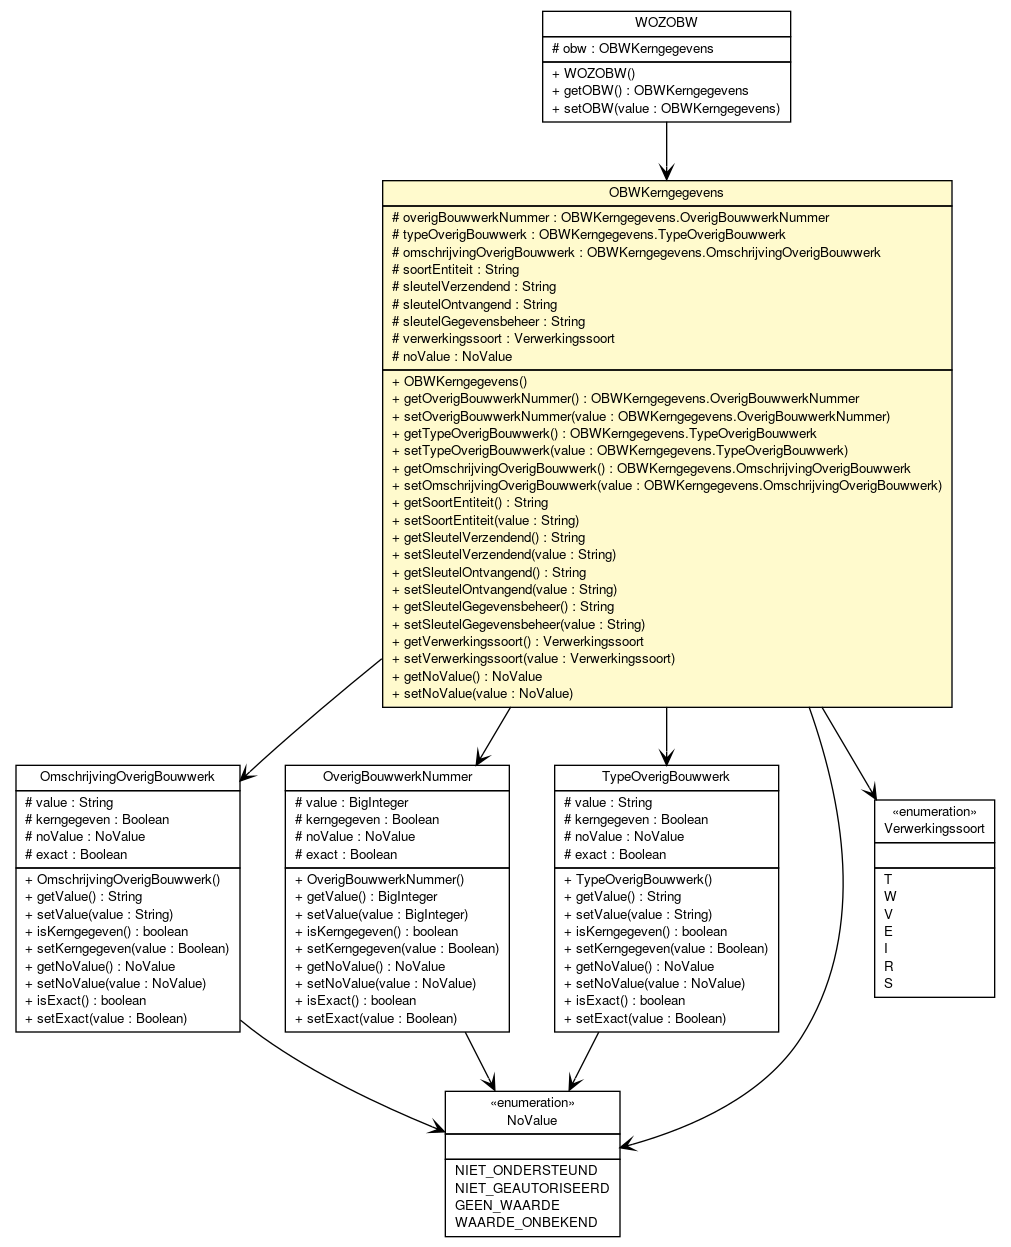 WOZOBW
# obw : OBWKerngegevens
+ WOZOBW()
+ getOBW() : OBWKerngegevens
+ setOBW(value : OBWKerngegevens)
OBWKerngegevens
# overigBouwwerkNummer : OBWKerngegevens.OverigBouwwerkNummer
# typeOverigBouwwerk : OBWKerngegevens.TypeOverigBouwwerk
# omschrijvingOverigBouwwerk : OBWKerngegevens.OmschrijvingOverigBouwwerk
# soortEntiteit : String
# sleutelVerzendend : String
# sleutelOntvangend : String
# sleutelGegevensbeheer : String
# verwerkingssoort : Verwerkingssoort
# noValue : NoValue
+ OBWKerngegevens()
+ getOverigBouwwerkNummer() : OBWKerngegevens.OverigBouwwerkNummer
+ setOverigBouwwerkNummer(value : OBWKerngegevens.OverigBouwwerkNummer)
+ getTypeOverigBouwwerk() : OBWKerngegevens.TypeOverigBouwwerk
+ setTypeOverigBouwwerk(value : OBWKerngegevens.TypeOverigBouwwerk)
+ getOmschrijvingOverigBouwwerk() : OBWKerngegevens.OmschrijvingOverigBouwwerk
+ setOmschrijvingOverigBouwwerk(value : OBWKerngegevens.OmschrijvingOverigBouwwerk)
+ getSoortEntiteit() : String
+ setSoortEntiteit(value : String)
+ getSleutelVerzendend() : String
+ setSleutelVerzendend(value : String)
+ getSleutelOntvangend() : String
+ setSleutelOntvangend(value : String)
+ getSleutelGegevensbeheer() : String
+ setSleutelGegevensbeheer(value : String)
+ getVerwerkingssoort() : Verwerkingssoort
+ setVerwerkingssoort(value : Verwerkingssoort)
+ getNoValue() : NoValue
+ setNoValue(value : NoValue)
OmschrijvingOverigBouwwerk
# value : String
# kerngegeven : Boolean
# noValue : NoValue
# exact : Boolean
+ OmschrijvingOverigBouwwerk()
+ getValue() : String
+ setValue(value : String)
+ isKerngegeven() : boolean
+ setKerngegeven(value : Boolean)
+ getNoValue() : NoValue
+ setNoValue(value : NoValue)
+ isExact() : boolean
+ setExact(value : Boolean)
OverigBouwwerkNummer
# value : BigInteger
# kerngegeven : Boolean
# noValue : NoValue
# exact : Boolean
+ OverigBouwwerkNummer()
+ getValue() : BigInteger
+ setValue(value : BigInteger)
+ isKerngegeven() : boolean
+ setKerngegeven(value : Boolean)
+ getNoValue() : NoValue
+ setNoValue(value : NoValue)
+ isExact() : boolean
+ setExact(value : Boolean)
TypeOverigBouwwerk
# value : String
# kerngegeven : Boolean
# noValue : NoValue
# exact : Boolean
+ TypeOverigBouwwerk()
+ getValue() : String
+ setValue(value : String)
+ isKerngegeven() : boolean
+ setKerngegeven(value : Boolean)
+ getNoValue() : NoValue
+ setNoValue(value : NoValue)
+ isExact() : boolean
+ setExact(value : Boolean)
«enumeration»
Verwerkingssoort
T
W
V
E
I
R
S
«enumeration»
NoValue
NIET_ONDERSTEUND
NIET_GEAUTORISEERD
GEEN_WAARDE
WAARDE_ONBEKEND